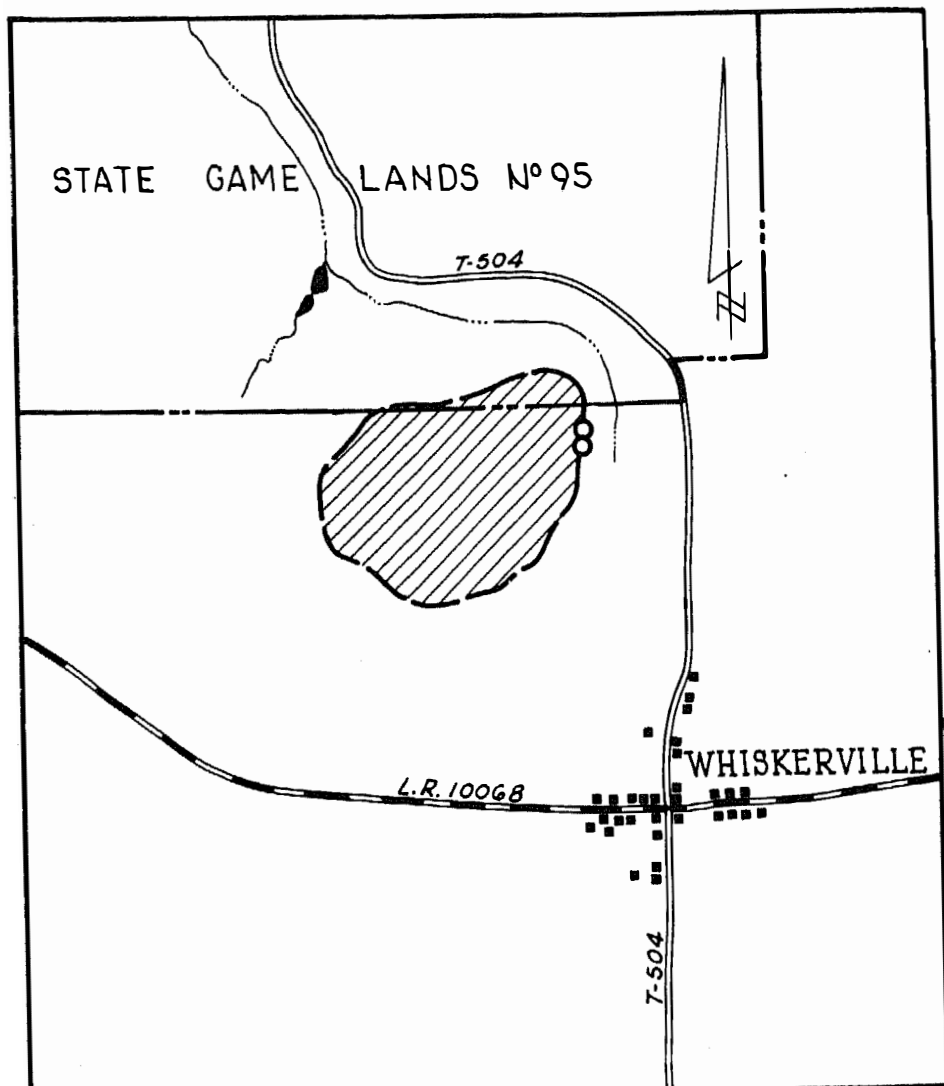 STATE GAME LANDS Nº 95
T-504
N
WHISKERVILLE
L.R. 10068
T-504